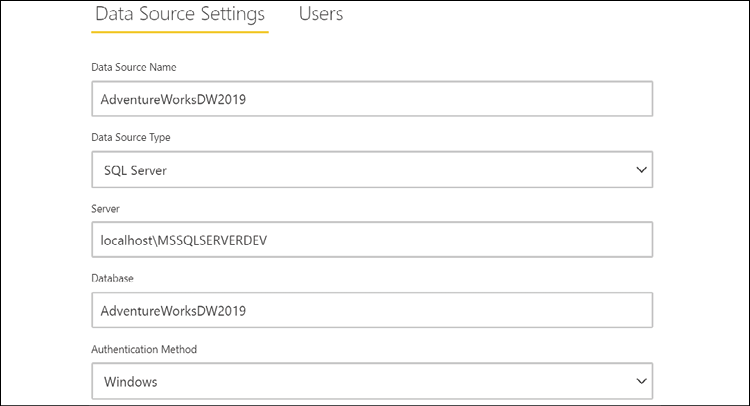 Data Source Settings Users
Data Source Name
AdventureWorksDW2019
Data Source Type
SQL Server
Server
localhost\MSSQLSERVERDEV
Database
AdventureWorksDW2019
Authentication Method
Windows